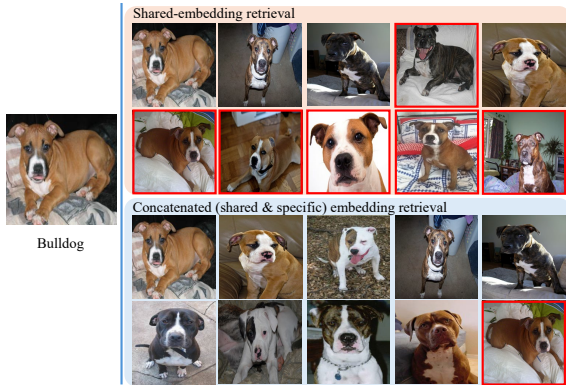 Shared-embedding retrieval
Bulldog
Concatenated (shared & specific) embedding retrieval